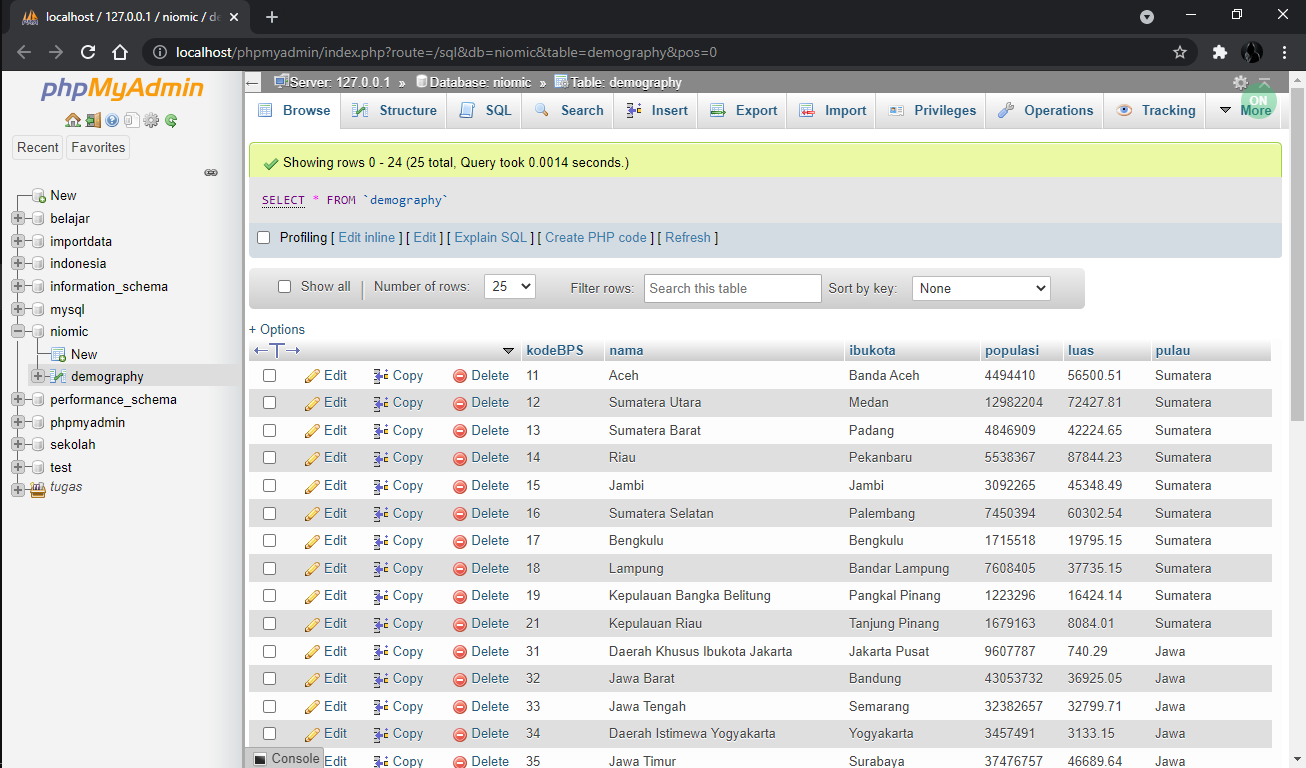 localhost / 127.0.0.1 / niomic / de
localhost/phpmyadmin/index.php?route=/sql&db=niomic&table=demography&pos=0
phpMyAdmin
Recent Favorites
New
belajar
importdata
indonesia
information_schema
mysql
niomic
New
demography
performance_schema
phpmyadmin
sekolah
test
tugas
Server: 127.0.0.1 » Database: niomic » Table: demography
Browse Structure SQL Search Insert Export Import Privileges Operations Tracking More
ON
Showing rows 0 - 24 (25 total, Query took 0.0014 seconds.)
SELECT * FROM `demography`
Profiling [ Edit inline ] [ Edit ] [ Explain SQL ] [ Create PHP code ] [ Refresh ]
Show all | Number of rows: 25 Filter rows: Search this table Sort by key: None
+ Options
←T→ kodeBPS nama ibukota populasi luas pulau
Edit Copy Delete 11 Aceh Banda Aceh 4494410 56500.51 Sumatera
Edit Copy Delete 12 Sumatera Utara Medan 12982204 72427.81 Sumatera
Edit Copy Delete 13 Sumatera Barat Padang 4846909 42224.65 Sumatera
Edit Copy Delete 14 Riau Pekanbaru 5538367 87844.23 Sumatera
Edit Copy Delete 15 Jambi Jambi 3092265 45348.49 Sumatera
Edit Copy Delete 16 Sumatera Selatan Palembang 7450394 60302.54 Sumatera
Edit Copy Delete 17 Bengkulu Bengkulu 1715518 19795.15 Sumatera
Edit Copy Delete 18 Lampung Bandar Lampung 7608405 37735.15 Sumatera
Edit Copy Delete 19 Kepulauan Bangka Belitung Pangkal Pinang 1223296 16424.14 Sumatera
Edit Copy Delete 21 Kepulauan Riau Tanjung Pinang 1679163 8084.01 Sumatera
Edit Copy Delete 31 Daerah Khusus Ibukota Jakarta Jakarta Pusat 9607787 740.29 Jawa
Edit Copy Delete 32 Jawa Barat Bandung 43053732 36925.05 Jawa
Edit Copy Delete 33 Jawa Tengah Semarang 32382657 32799.71 Jawa
Edit Copy Delete 34 Daerah Istimewa Yogyakarta Yogyakarta 3457491 3133.15 Jawa
Edit Copy Delete 35 Jawa Timur Surabaya 37476757 46689.64 Jawa
Console